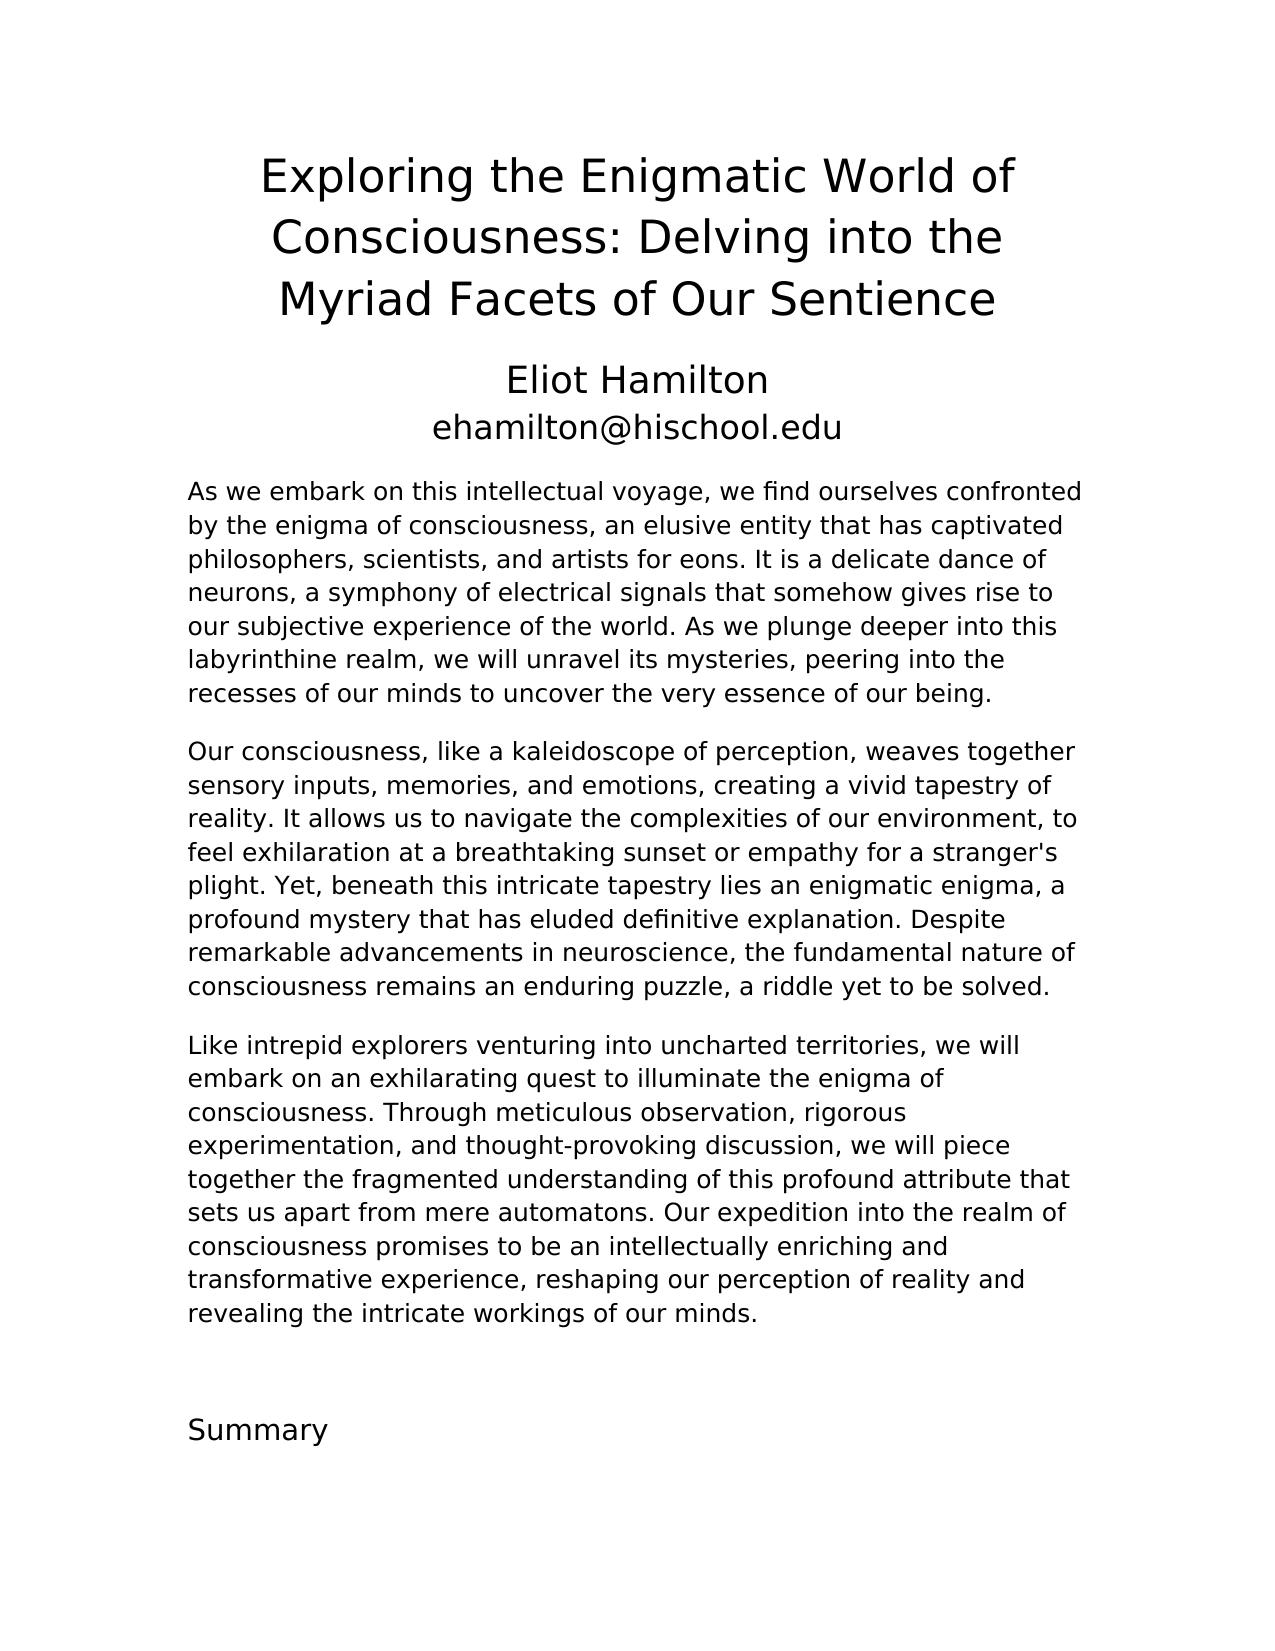 Exploring the Enigmatic World of
Consciousness: Delving into the
Myriad Facets of Our Sentience
Eliot Hamilton
ehamilton@hischool.edu
As we embark on this intellectual voyage, we find ourselves confronted
by the enigma of consciousness, an elusive entity that has captivated
philosophers, scientists, and artists for eons. It is a delicate dance of
neurons, a symphony of electrical signals that somehow gives rise to
our subjective experience of the world. As we plunge deeper into this
labyrinthine realm, we will unravel its mysteries, peering into the
recesses of our minds to uncover the very essence of our being.
Our consciousness, like a kaleidoscope of perception, weaves together
sensory inputs, memories, and emotions, creating a vivid tapestry of
reality. It allows us to navigate the complexities of our environment, to
feel exhilaration at a breathtaking sunset or empathy for a stranger's
plight. Yet, beneath this intricate tapestry lies an enigmatic enigma, a
profound mystery that has eluded definitive explanation. Despite
remarkable advancements in neuroscience, the fundamental nature of
consciousness remains an enduring puzzle, a riddle yet to be solved.
Like intrepid explorers venturing into uncharted territories, we will
embark on an exhilarating quest to illuminate the enigma of
consciousness. Through meticulous observation, rigorous
experimentation, and thought-provoking discussion, we will piece
together the fragmented understanding of this profound attribute that
sets us apart from mere automatons. Our expedition into the realm of
consciousness promises to be an intellectually enriching and
transformative experience, reshaping our perception of reality and
revealing the intricate workings of our minds.
Summary